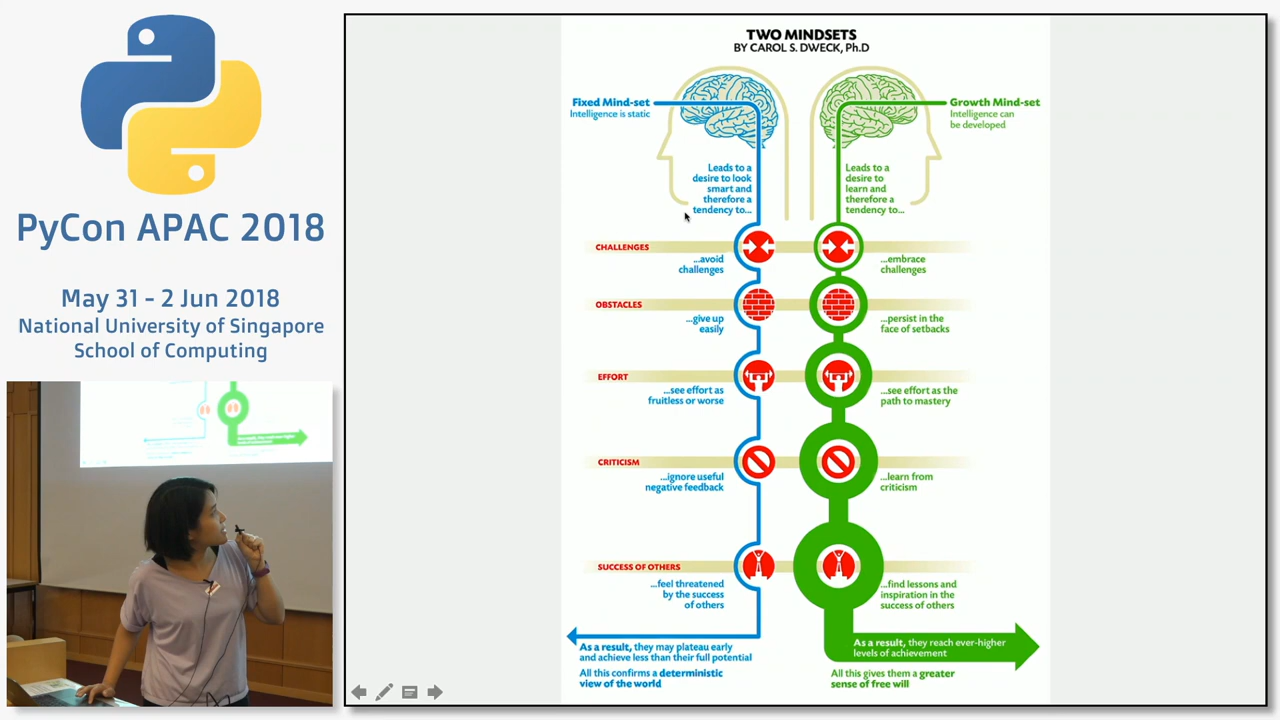 PyCon APAC 2018
May 31 - 2 Jun 2018
National University of Singapore
School of Computing
TWO MINDSETS
BY CAROL S. DWECK, Ph.D
Fixed Mind-set
Intelligence is static
Growth Mind-set
Intelligence can
be developed
Leads to a
desire to look
smart and
therefore a
tendency to...
Leads to a
desire to
learn and
therefore a
tendency to...
CHALLENGES
...avoid
challenges
...embrace
challenges
OBSTACLES
...give up
easily
...persist in the
face of setbacks
EFFORT
...see effort as
fruitless or worse
...see effort as the
path to mastery
CRITICISM
...ignore useful
negative feedback
...learn from
criticism
SUCCESS OF OTHERS
...feel threatened
by the success
of others
...find lessons and
inspiration in the
success of others
As a result, they may plateau early
and achieve less than their full potential
All this confirms a deterministic
view of the world
As a result, they reach ever-higher
levels of achievement
All this gives them a greater
sense of free will